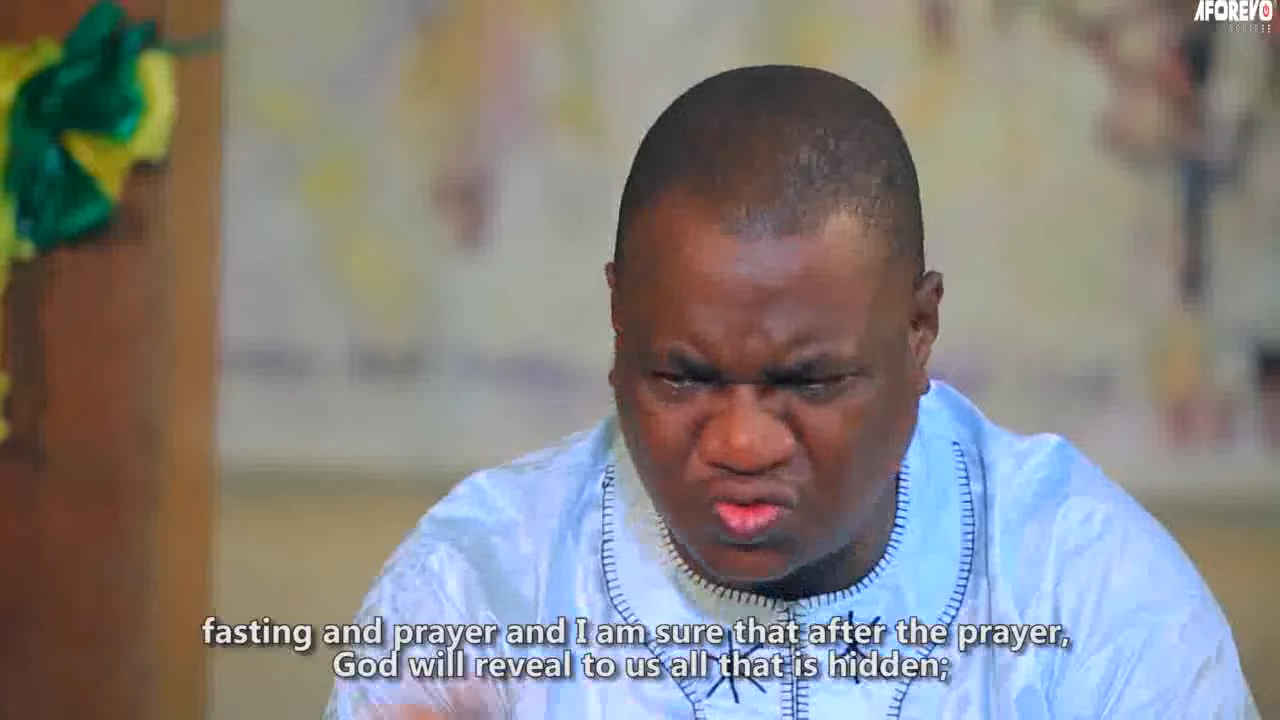 AFOREVO
fasting and prayer and I am sure that after the prayer,
God will reveal to us all that is hidden;